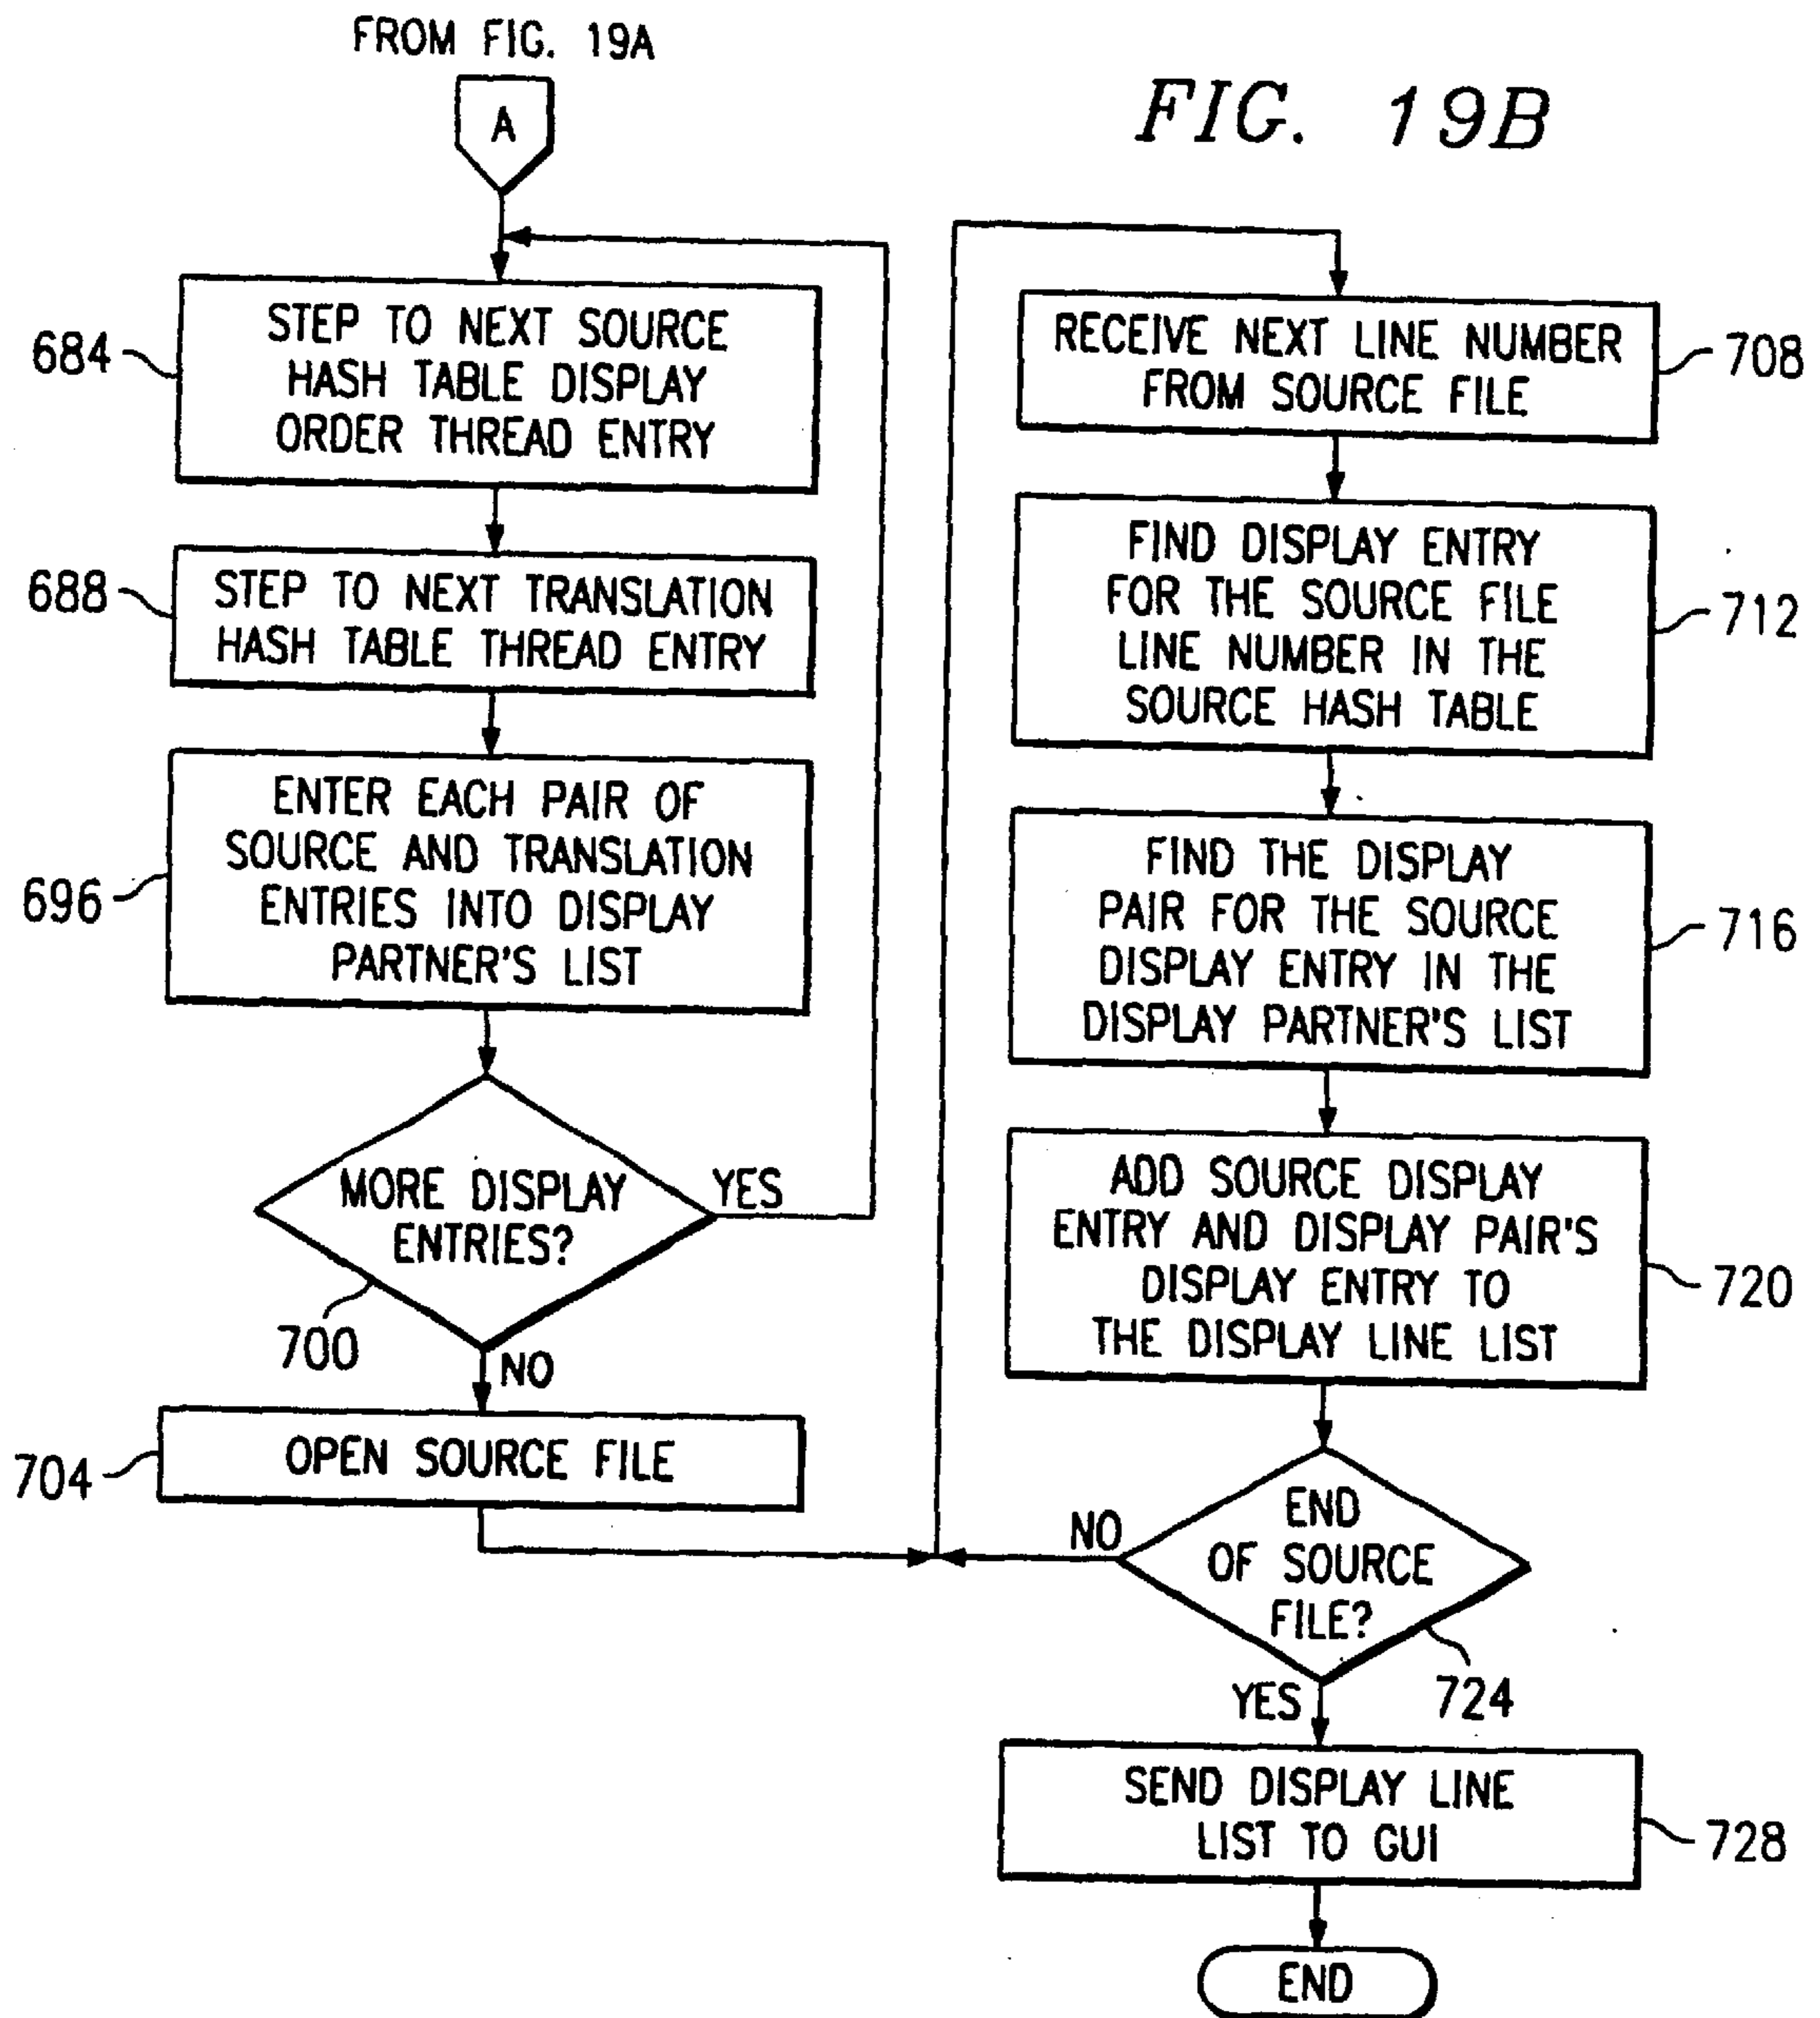 FROM FIG. 19A
A
FIG. 19B
684
STEP TO NEXT SOURCE
HASH TABLE DISPLAY
ORDER THREAD ENTRY
688
STEP TO NEXT TRANSLATION
HASH TABLE THREAD ENTRY
696
ENTER EACH PAIR OF
SOURCE AND TRANSLATION
ENTRIES INTO DISPLAY
PARTNER'S LIST
MORE DISPLAY
ENTRIES?
YES
700
NO
704
OPEN SOURCE FILE
RECEIVE NEXT LINE NUMBER
FROM SOURCE FILE
708
FIND DISPLAY ENTRY
FOR THE SOURCE FILE
LINE NUMBER IN THE
SOURCE HASH TABLE
712
FIND THE DISPLAY
PAIR FOR THE SOURCE
DISPLAY ENTRY IN THE
DISPLAY PARTNER'S LIST
716
ADD SOURCE DISPLAY
ENTRY AND DISPLAY PAIR'S
DISPLAY ENTRY TO
THE DISPLAY LINE LIST
720
NO
END
OF SOURCE
FILE?
724
YES
SEND DISPLAY LINE
LIST TO GUI
728
END